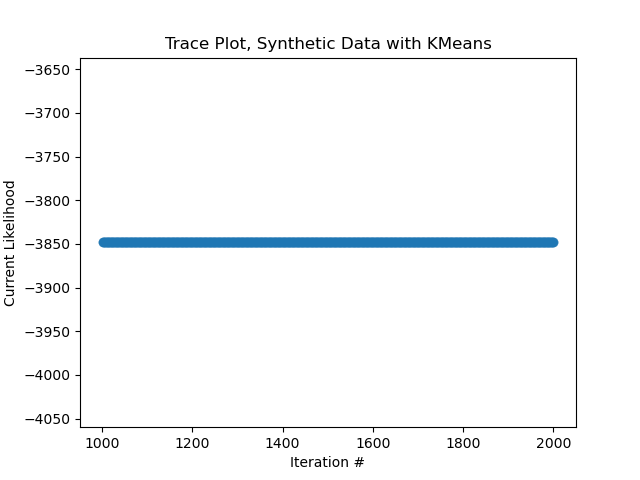 Trace Plot, Synthetic Data with KMeans
Current Likelihood
−3650
−3700
−3750
−3800
−3850
−3900
−3950
−4000
−4050
1000 1200 1400 1600 1800 2000
Iteration #